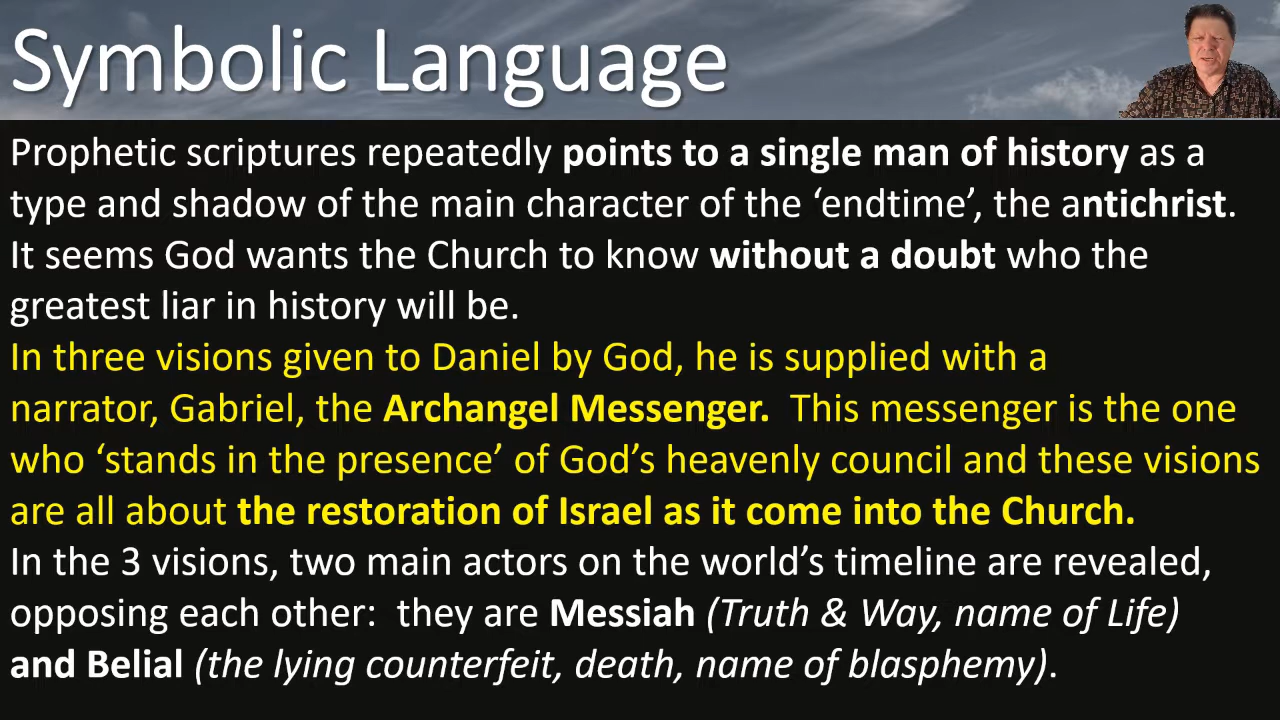 Symbolic Language
Prophetic scriptures repeatedly points to a single man of history as a
type and shadow of the main character of the ‘endtime’, the antichrist.
It seems God wants the Church to know without a doubt who the
greatest liar in history will be.
In three visions given to Daniel by God, he is supplied with a
narrator, Gabriel, the Archangel Messenger.  This messenger is the one
who ‘stands in the presence’ of God’s heavenly council and these visions
are all about the restoration of Israel as it come into the Church.
In the 3 visions, two main actors on the world’s timeline are revealed,
opposing each other:  they are Messiah (Truth & Way, name of Life)
and Belial (the lying counterfeit, death, name of blasphemy).